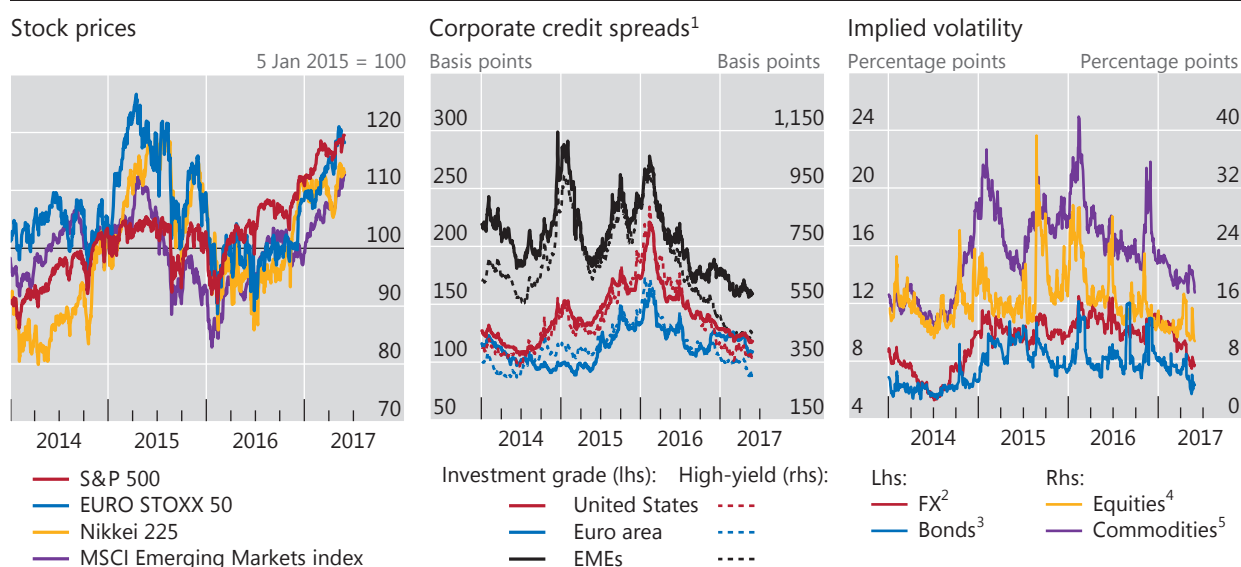 Stock prices
5 Jan 2015 = 100
120
110
100
90
80
70
2014 2015 2016 2017
S&P 500
EURO STOXX 50
Nikkei 225
MSCI Emerging Markets index
Corporate credit spreads¹
Basis points Basis points
300 1,150
250 950
200 750
150 550
100 350
50 150
2014 2015 2016 2017
Investment grade (lhs): High-yield (rhs):
United States
Euro area
EMEs
Implied volatility
Percentage points Percentage points
24 40
20 32
16 24
12 16
8 8
4 0
2014 2015 2016 2017
Lhs: Rhs:
FX² Equities⁴
Bonds³ Commodities⁵